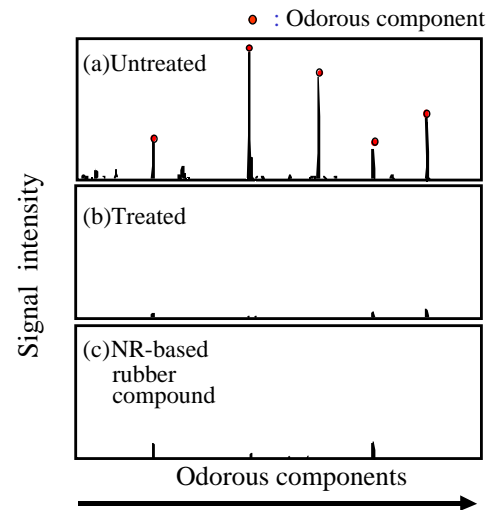 : Odorous component
(a)Untreated
(b)Treated
(c)NR-based
rubber
compound
Signal intensity
Odorous components